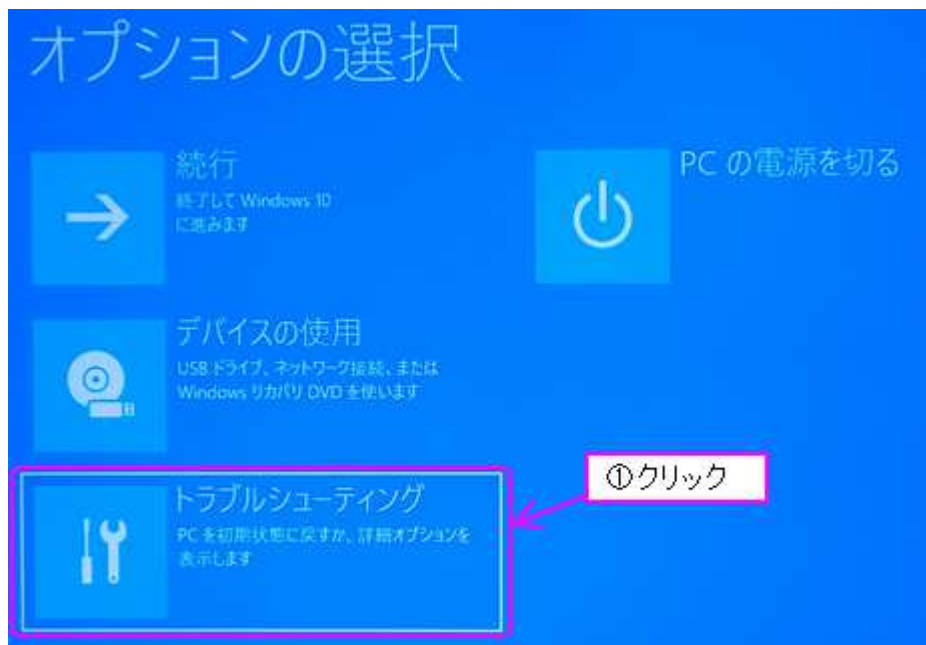 オプションの選択
続行
終了して Windows 10
に進みます
PC の電源を切る
デバイスの使用
USB ドライブ、ネットワーク接続、または
Windows リカバリ DVD を使います
トラブルシューティング
PC を初期状態に戻すか、詳細オプションを
表示します
①クリック